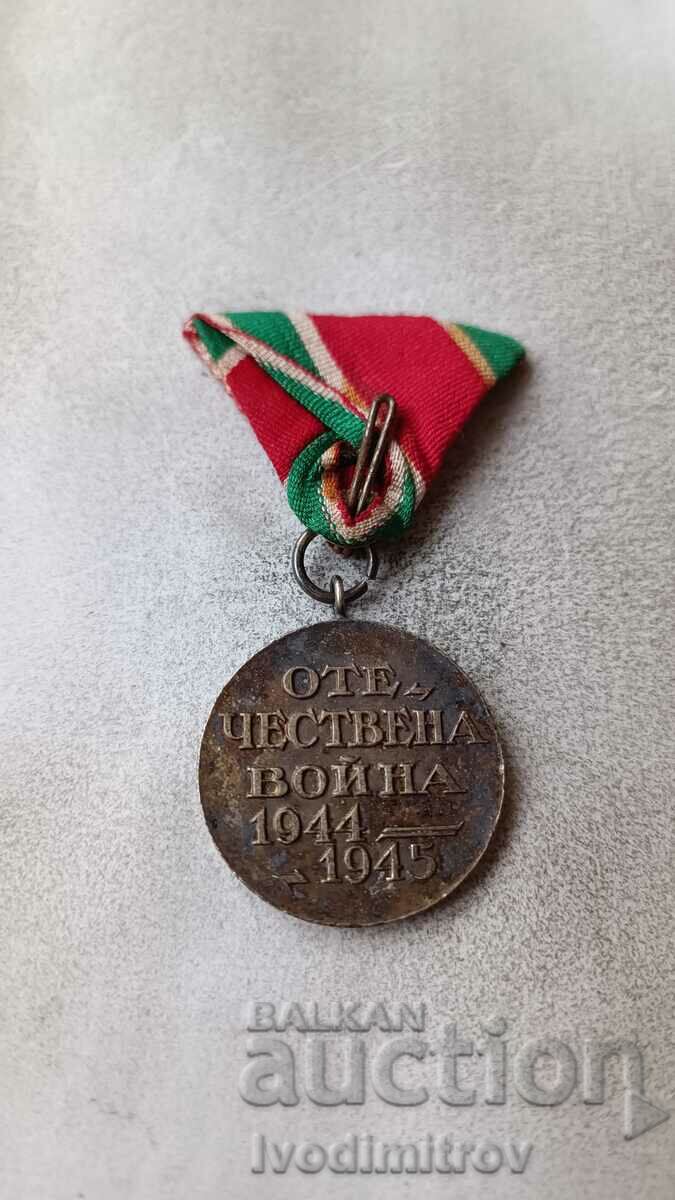 ОТЕ-
ЧЕСТВЕНА
ВОЙНА
1944 —
1945
BALKAN
auction
Ivodimitrov